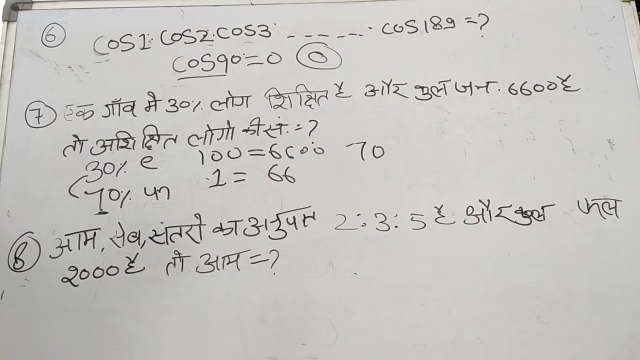 ⑥ COS1. COS2. COS3 ------- . COS189=?
COS90=0 ⓪
⑦ एक गाँव मे 30% लोग शिक्षित है और कुल जन. 6600 है
तो अशिक्षित लोगो की सं.=?
30% e 100=6600 70
70% un .1= 66
⑧ आम, सेब, संतरो का अनुपात 2:3:5 है और कुल फल
2000 है तो आम=?